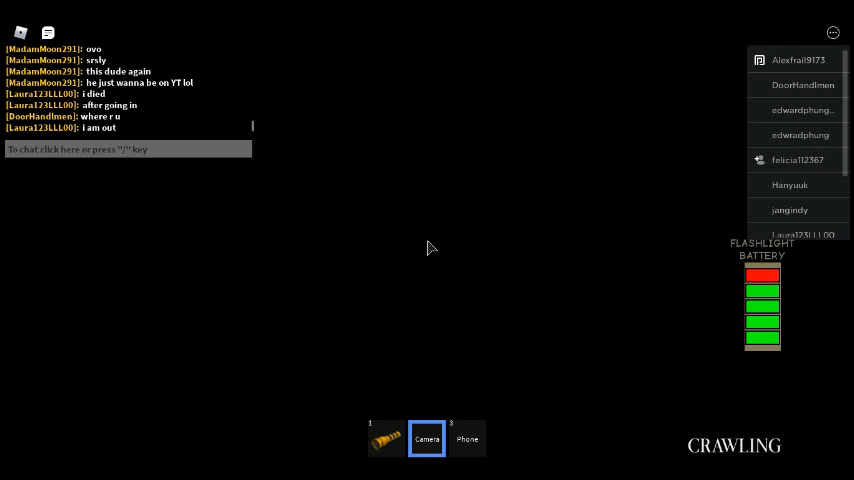 [MadamMoon291]: ovo
[MadamMoon291]: srsly
[MadamMoon291]: this dude again
[MadamMoon291]: he just wanna be on YT lol
[Laura123LLL00]: i died
[Laura123LLL00]: after going in
[DoorHandlmen]: where r u
[Laura123LLL00]: i am out
To chat click here or press "/" key
Alexfrail9173
DoorHandlmen
edwardphung...
edwradphung
felicia112367
Hanyuuk
jangindy
Laura123LLL00
FLASHLIGHT
BATTERY
1
Camera
3
Phone
CRAWLING